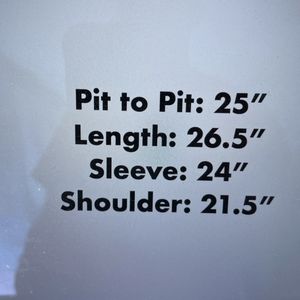 Pit to Pit: 25”
Length: 26.5”
Sleeve: 24”
Shoulder: 21.5”